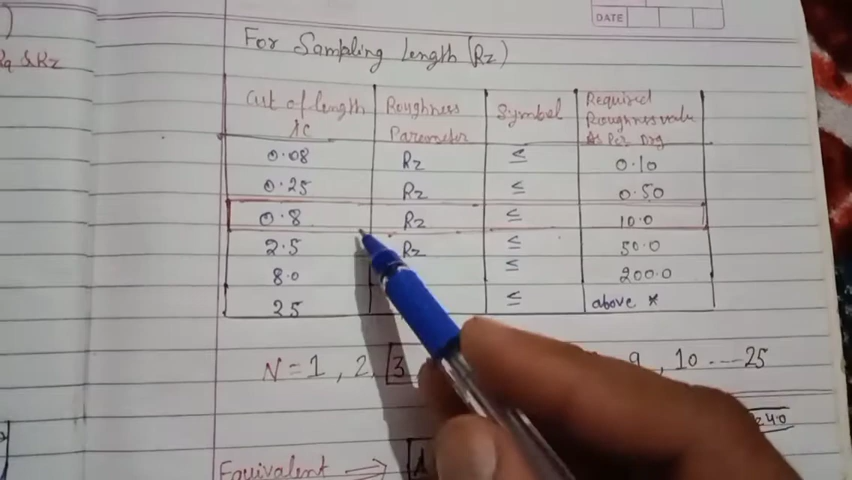 )
Rq & Rz
DATE
For Sampling Length (Rz)
Cut of length λc | Roughness Parameter | Symbol | Required Roughness value As Per Drg
0.08 | Rz | ≤ | 0.10
0.25 | Rz | ≤ | 0.50
0.8 | Rz | ≤ | 10.0
2.5 | Rz | ≤ | 50.0
8.0 | ≤ | 200.0
25 | ≤ | above *
N = 1, 2, 3 9, 10 ---- 25
Equivalent →